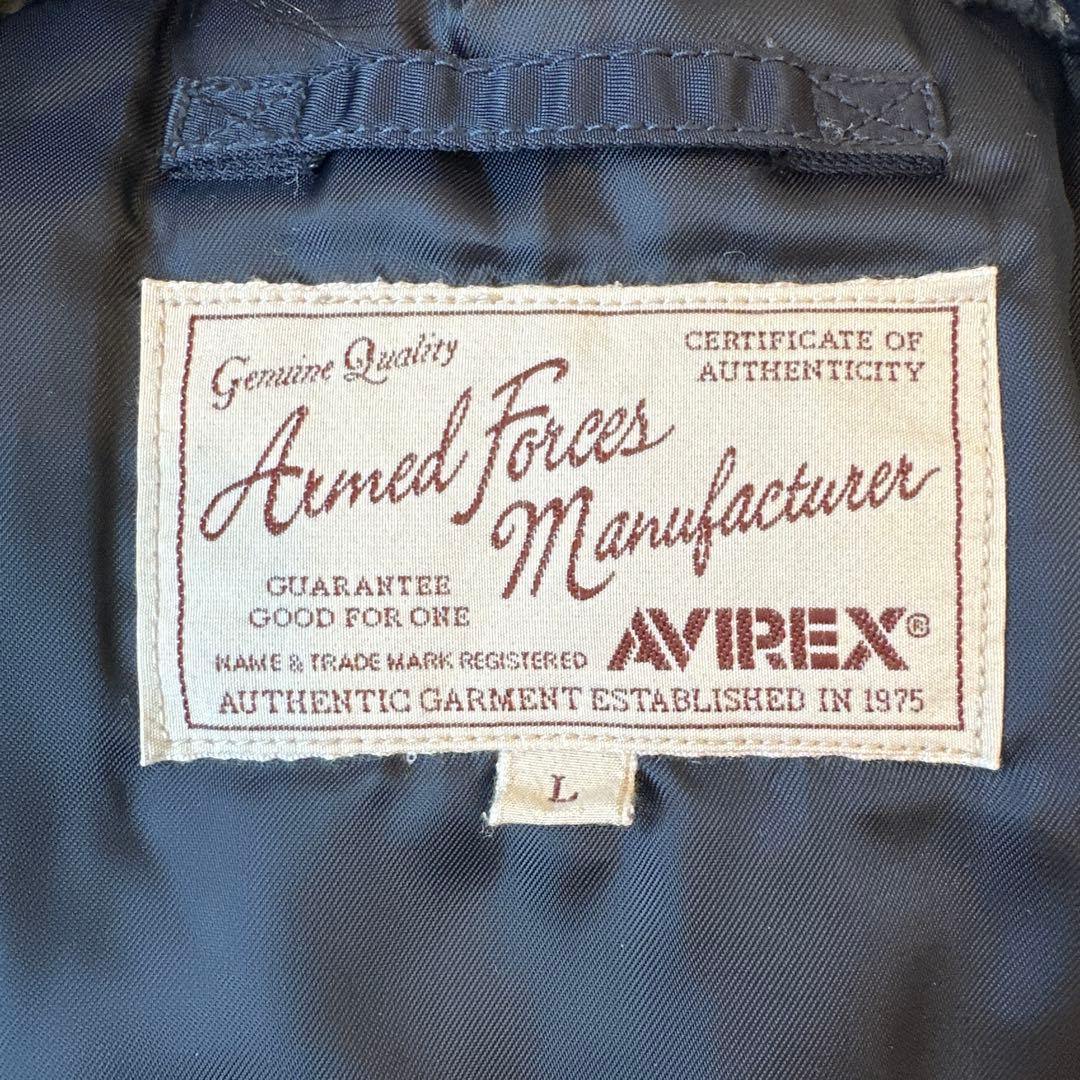 Genuine Quality
CERTIFICATE OF
AUTHENTICITY
Armed Forces
Manufacturer
GUARANTEE
GOOD FOR ONE
NAME & TRADE MARK REGISTERED
AVIREX®
AUTHENTIC GARMENT ESTABLISHED IN 1975
L